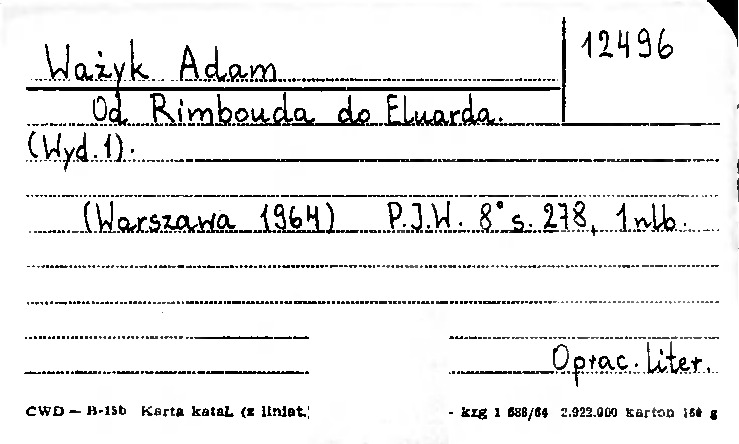 12496
Ważyk Adam
Od Rimbouda do Eluarda.
(Wyd. 1).
(Warszawa 1964) P.J.W. 8° s. 278, 1 nlb.
Oprac. liter.
CWD — B-15b Karta katal. (z liniat.)
- kzg 1 688/64 2.922.000 karton 160 g